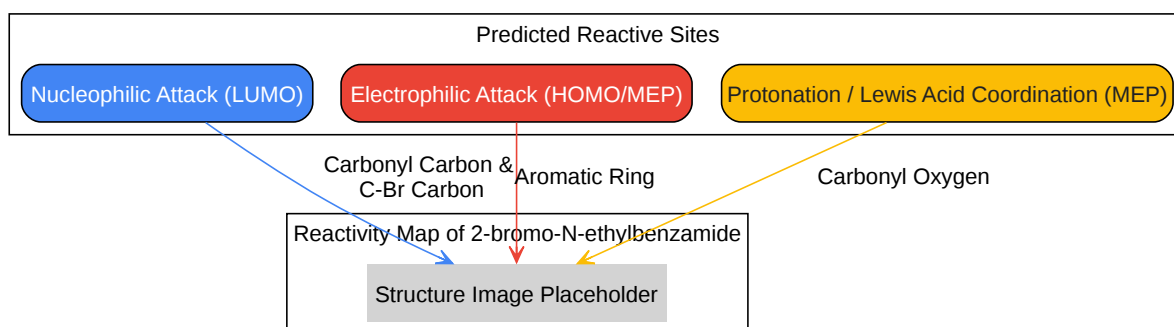 Predicted Reactive Sites
Nucleophilic Attack (LUMO)
Electrophilic Attack (HOMO/MEP)
Protonation / Lewis Acid Coordination (MEP)
Carbonyl Carbon &
C-Br Carbon
Aromatic Ring
Carbonyl Oxygen
Reactivity Map of 2-bromo-N-ethylbenzamide
Structure Image Placeholder